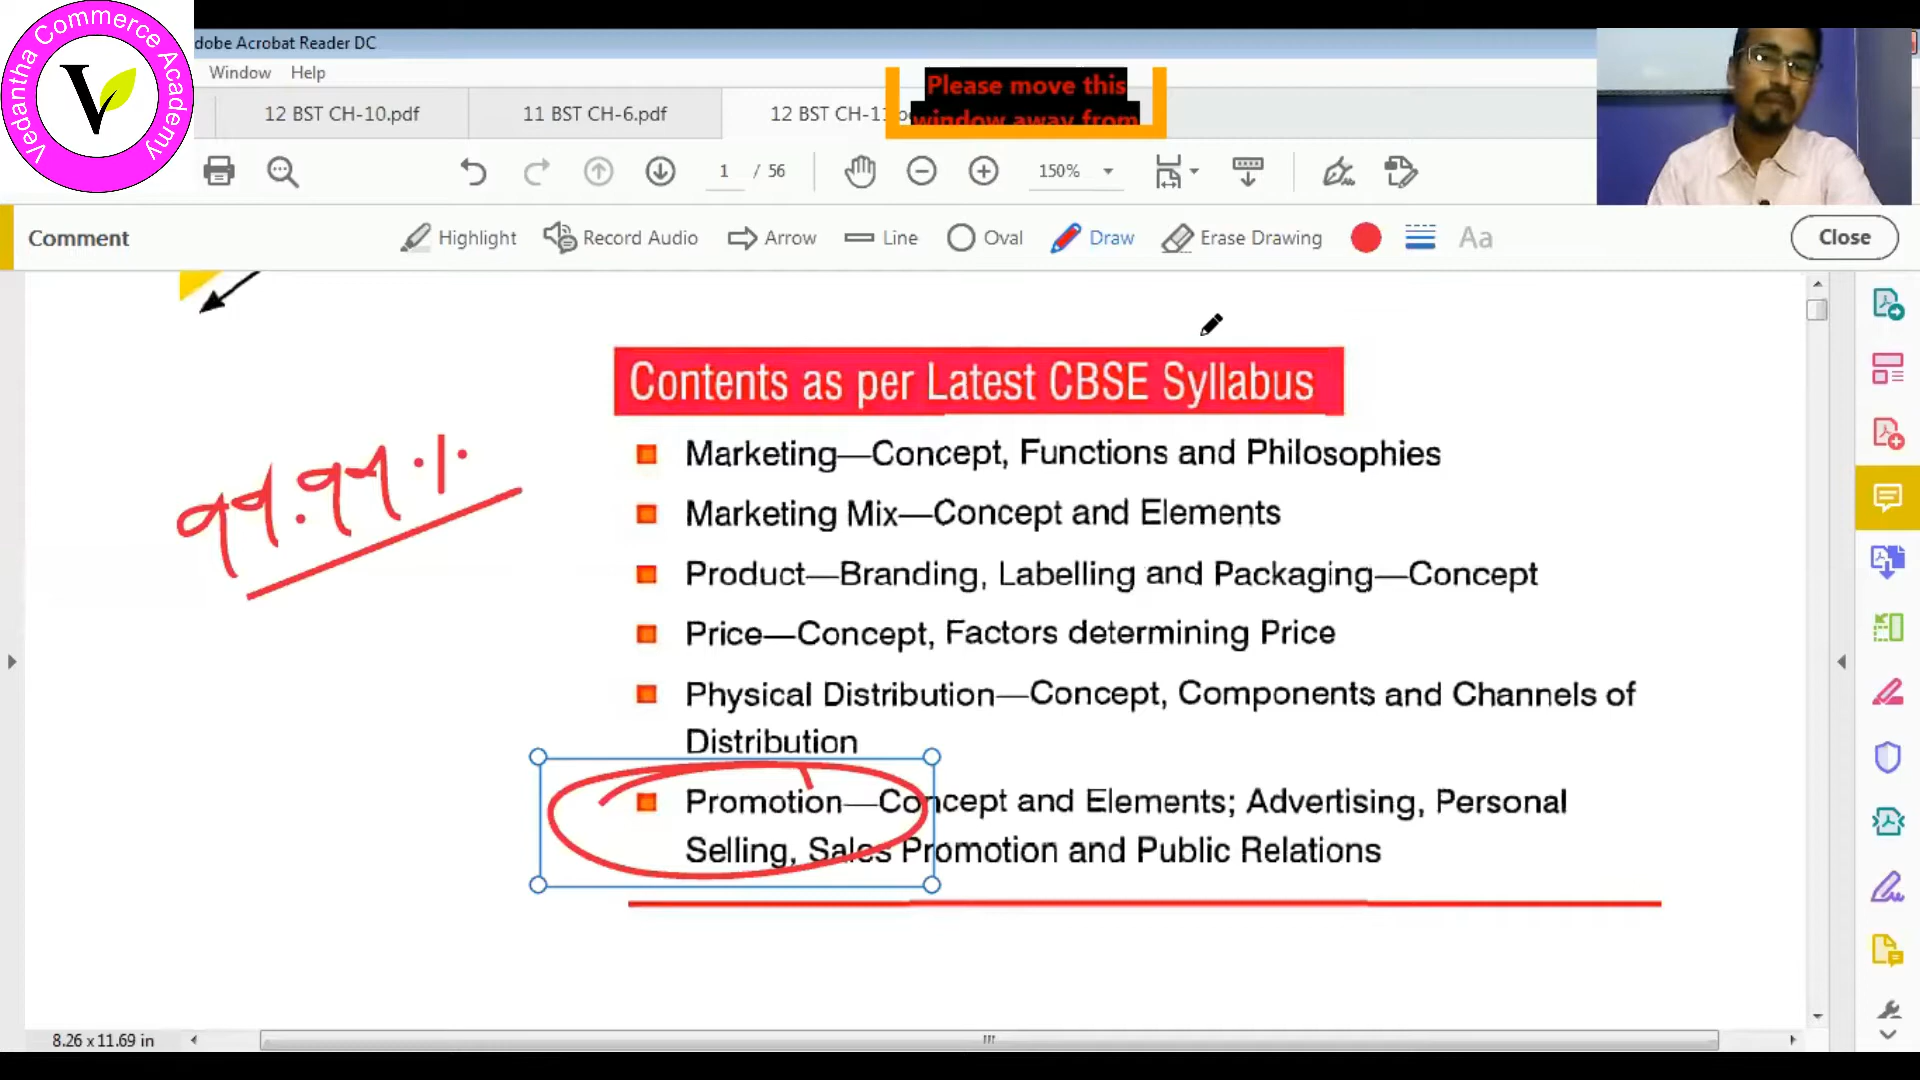 Vedantha Commerce Academy
V
dobe Acrobat Reader DC
Window Help
12 BST CH-10.pdf 11 BST CH-6.pdf 12 BST CH-11
Please move this
window away from
1 / 56 150%
Comment Highlight Record Audio Arrow Line Oval Draw Erase Drawing Aa Close
Contents as per Latest CBSE Syllabus
99.99%
Marketing—Concept, Functions and Philosophies
Marketing Mix—Concept and Elements
Product—Branding, Labelling and Packaging—Concept
Price—Concept, Factors determining Price
Physical Distribution—Concept, Components and Channels of
Distribution
Promotion—Concept and Elements; Advertising, Personal
Selling, Sales Promotion and Public Relations
8.26 x 11.69 in